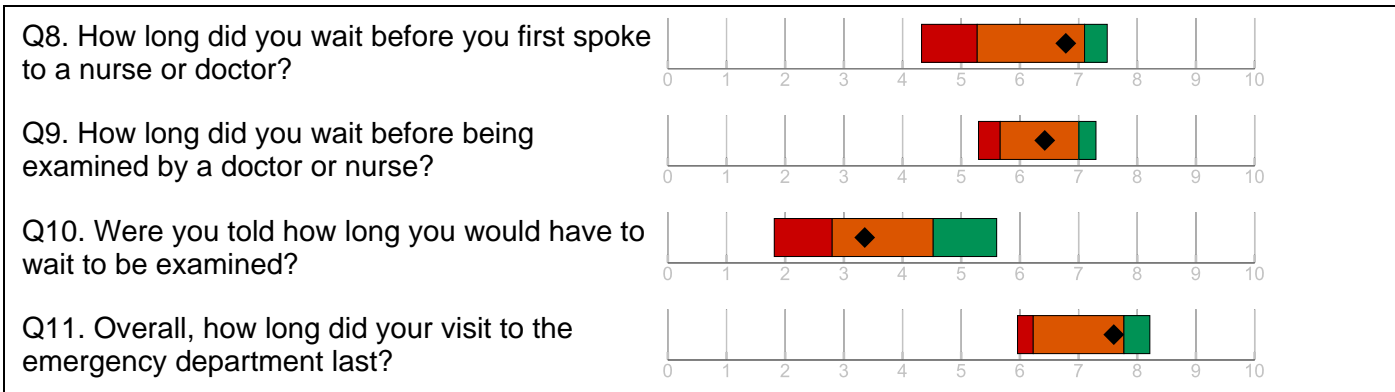 Q8. How long did you wait before you first spoke
to a nurse or doctor?
0 1 2 3 4 5 6 7 8 9 10
Q9. How long did you wait before being
examined by a doctor or nurse?
0 1 2 3 4 5 6 7 8 9 10
Q10. Were you told how long you would have to
wait to be examined?
0 1 2 3 4 5 6 7 8 9 10
Q11. Overall, how long did your visit to the
emergency department last?
0 1 2 3 4 5 6 7 8 9 10